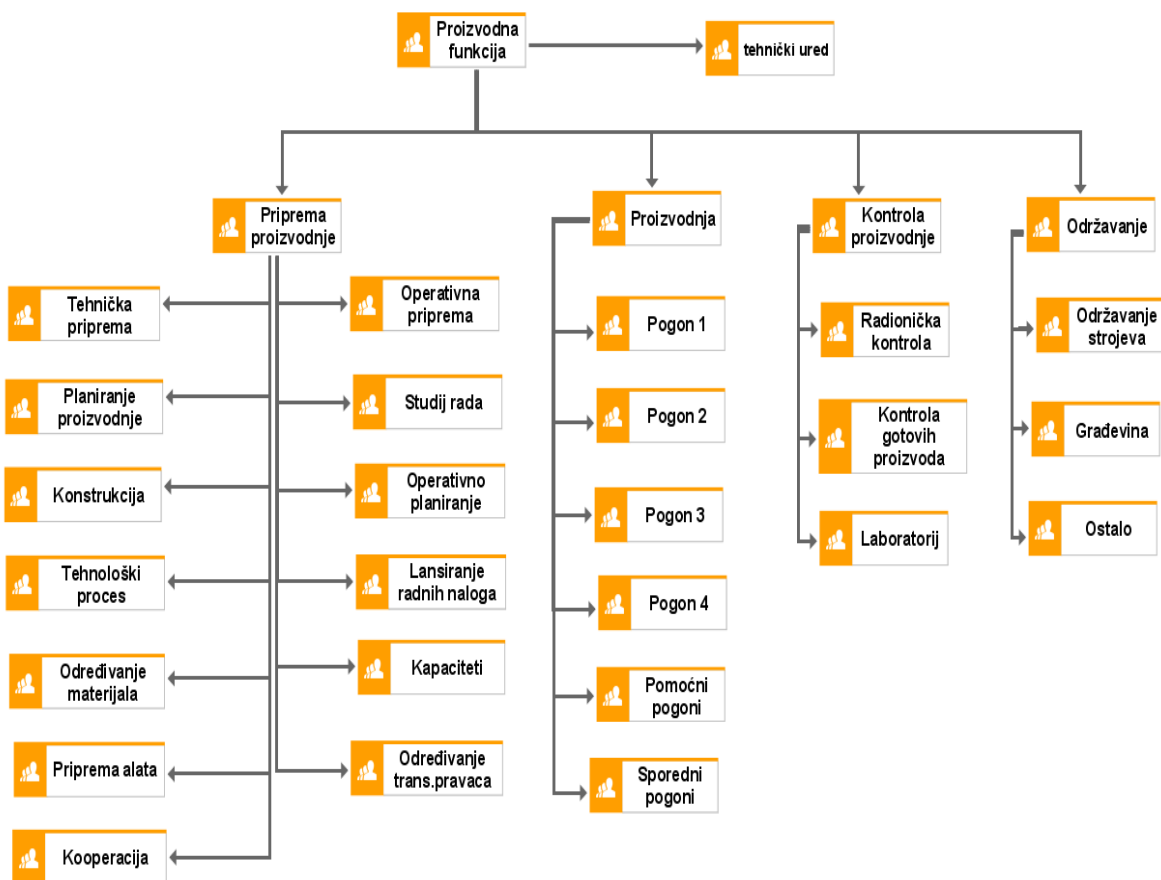 Proizvodna
funkcija
tehnički ured
Priprema
proizvodnje
Tehnička
priprema
Planiranje
proizvodnje
Konstrukcija
Tehnološki
proces
Određivanje
materijala
Priprema alata
Kooperacija
Operativna
priprema
Studij rada
Operativno
planiranje
Lansiranje
radnih naloga
Kapaciteti
Određivanje
trans.pravaca
Proizvodnja
Pogon 1
Pogon 2
Pogon 3
Pogon 4
Pomoćni
pogoni
Sporedni
pogoni
Kontrola
proizvodnje
Radionička
kontrola
Kontrola
gotovih
proizvoda
Laboratorij
Održavanje
Održavanje
strojeva
Građevina
Ostalo